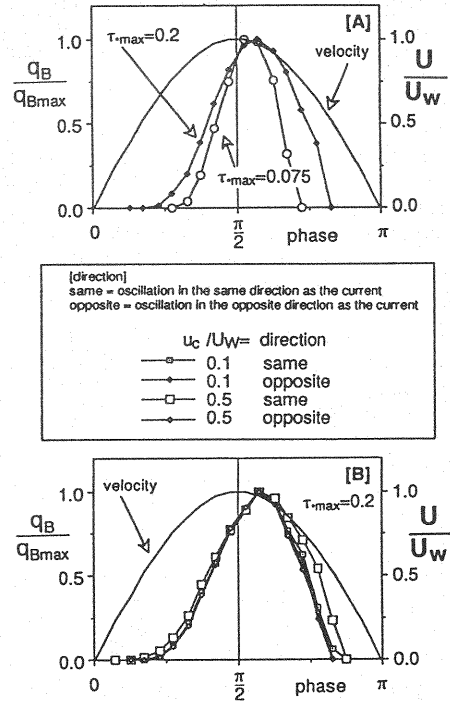 [A]
τ*max=0.2
1.0
1.0
velocity
qB
qBmax
U
UW
0.5
0.5
τ*max=0.075
0.0
0.0
0
π
2
phase
π
[direction]
same = oscillation in the same direction as the current
opposite = oscillation in the opposite direction as the current
uc /UW= direction
0.1 same
0.1 opposite
0.5 same
0.5 opposite
[B]
velocity
τ*max=0.2
1.0
1.0
qB
qBmax
U
UW
0.5
0.5
0.0
0.0
0
π
2
phase
π